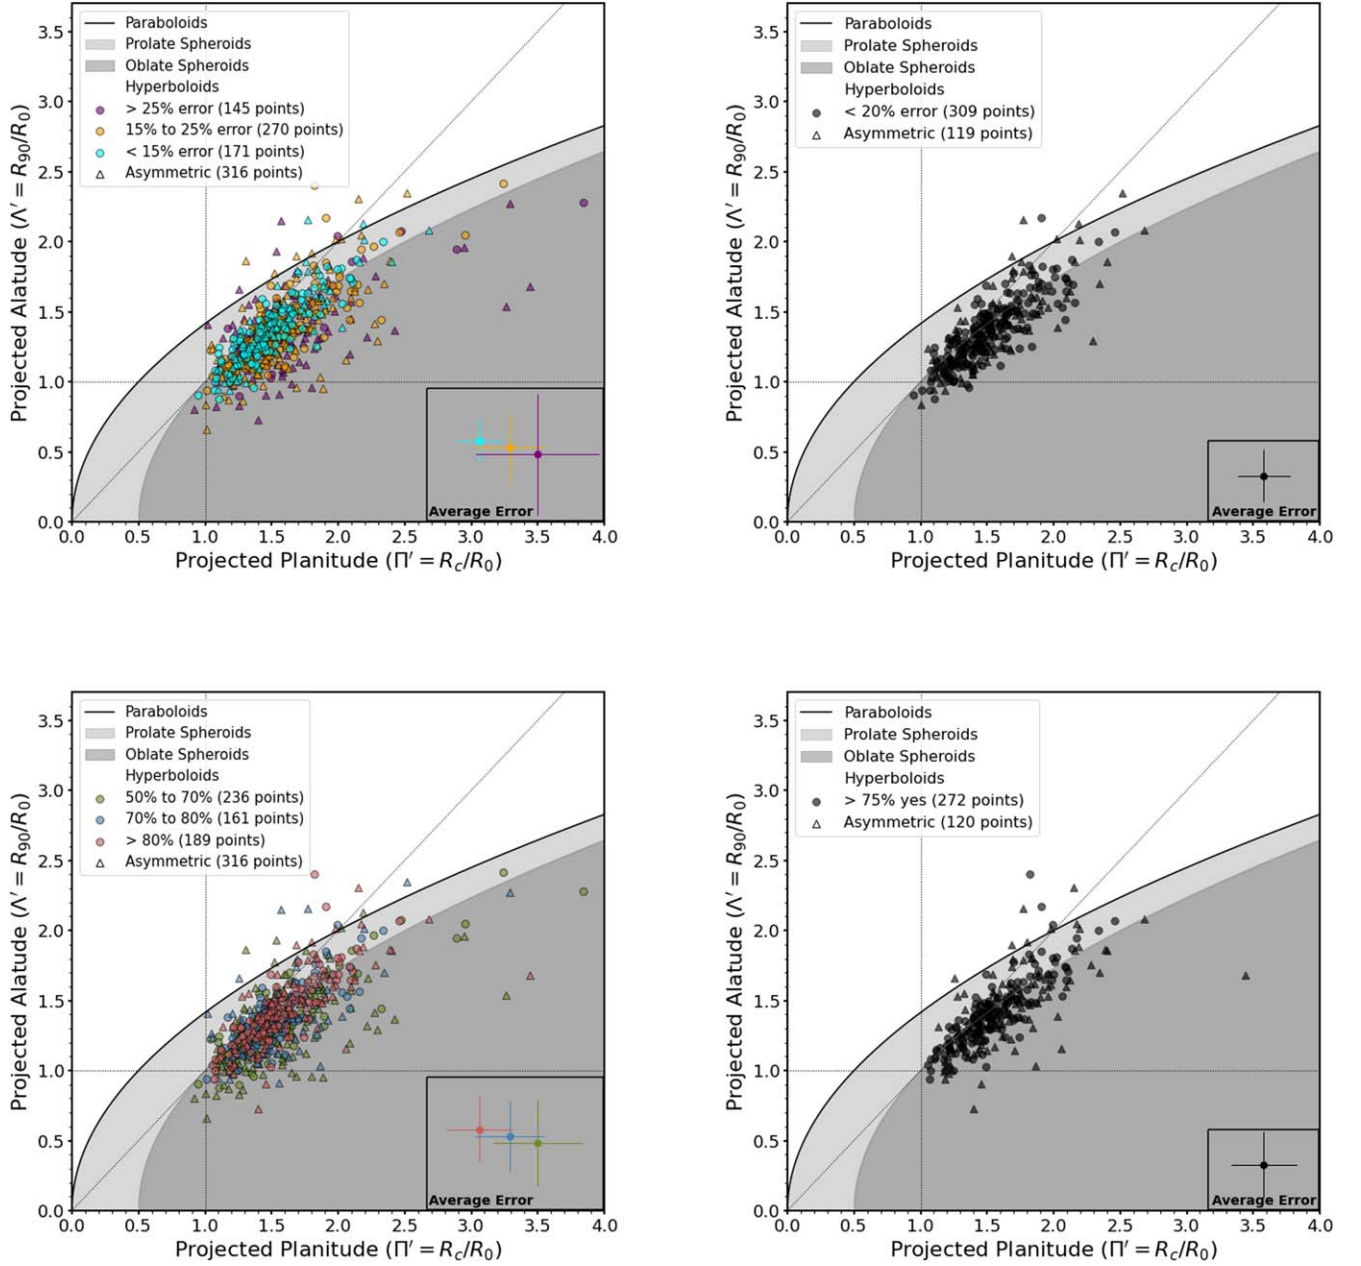 Paraboloids
Prolate Spheroids
Oblate Spheroids
Hyperboloids
> 25% error (145 points)
15% to 25% error (270 points)
< 15% error (171 points)
Asymmetric (316 points)
3.5
3.0
2.5
2.0
1.5
1.0
0.5
0.0
Projected Alatude (Λ′ = R90/R0)
Average Error
0.0 0.5 1.0 1.5 2.0 2.5 3.0 3.5 4.0
Projected Planitude (Π′ = Rc/R0)
Paraboloids
Prolate Spheroids
Oblate Spheroids
Hyperboloids
< 20% error (309 points)
Asymmetric (119 points)
3.5
3.0
2.5
2.0
1.5
1.0
0.5
0.0
Projected Alatude (Λ′ = R90/R0)
Average Error
0.0 0.5 1.0 1.5 2.0 2.5 3.0 3.5 4.0
Projected Planitude (Π′ = Rc/R0)
Paraboloids
Prolate Spheroids
Oblate Spheroids
Hyperboloids
50% to 70% (236 points)
70% to 80% (161 points)
> 80% (189 points)
Asymmetric (316 points)
3.5
3.0
2.5
2.0
1.5
1.0
0.5
0.0
Projected Alatude (Λ′ = R90/R0)
Average Error
0.0 0.5 1.0 1.5 2.0 2.5 3.0 3.5 4.0
Projected Planitude (Π′ = Rc/R0)
Paraboloids
Prolate Spheroids
Oblate Spheroids
Hyperboloids
> 75% yes (272 points)
Asymmetric (120 points)
3.5
3.0
2.5
2.0
1.5
1.0
0.5
0.0
Projected Alatude (Λ′ = R90/R0)
Average Error
0.0 0.5 1.0 1.5 2.0 2.5 3.0 3.5 4.0
Projected Planitude (Π′ = Rc/R0)